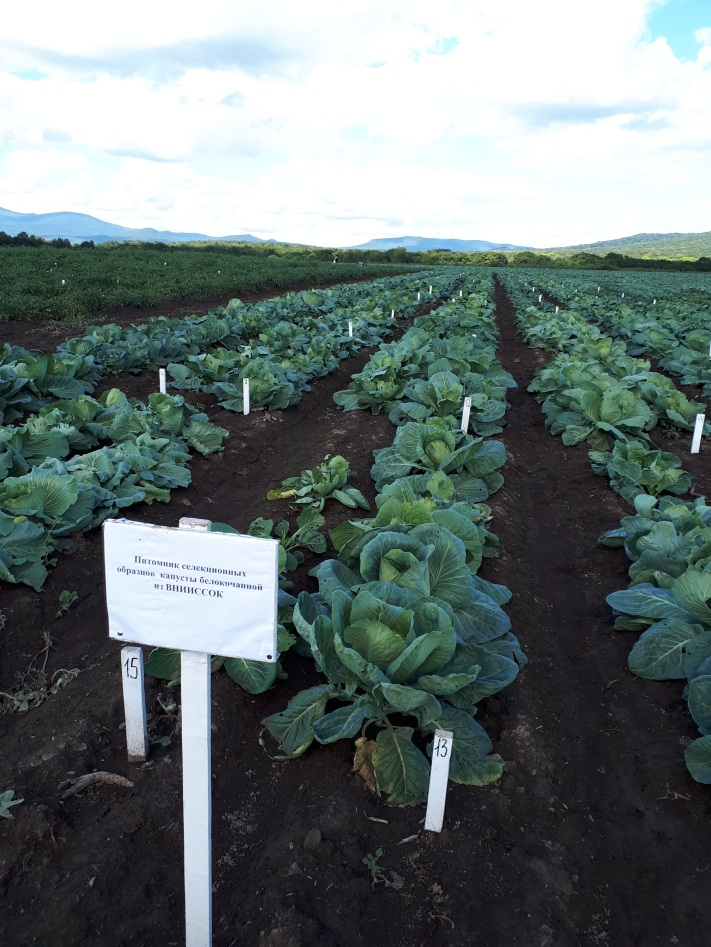 Питомник селекционных
образцов капусты белокочанной
из ВНИИССОК
15
13